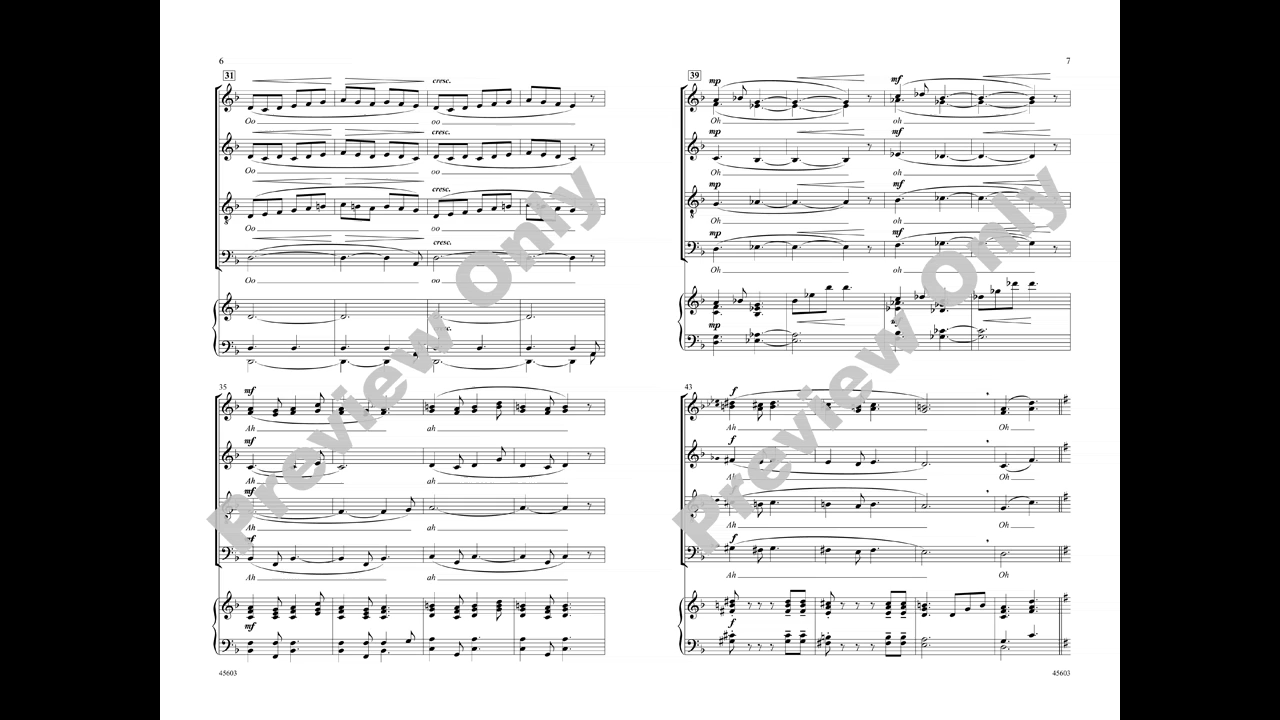 6
31
cresc.
Oo oo
cresc.
Oo oo
cresc.
Oo oo
cresc.
Oo oo
cresc.
35
mf
Ah ah
mf
Ah ah
mf
Ah ah
mf
Ah ah
mf
45603
Preview Only
7
39
mp mf
Oh oh
mp mf
Oh oh
mp mf
Oh oh
mp mf
Oh oh
mp
43
f
Ah Oh
f
Ah Oh
f
Ah Oh
f
Ah Oh
f
45603
Preview Only